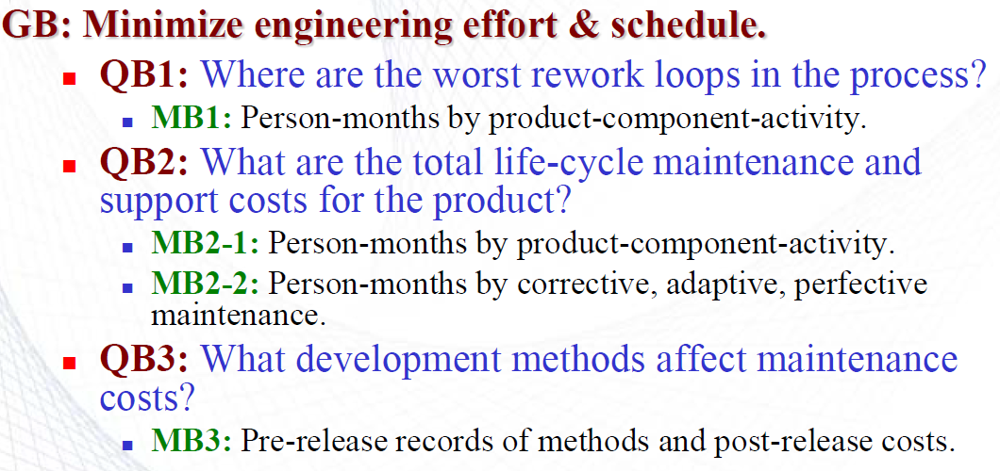 GB: Minimize engineering effort & schedule.
QB1: Where are the worst rework loops in the process?
MB1: Person-months by product-component-activity.
QB2: What are the total life-cycle maintenance and
support costs for the product?
MB2-1: Person-months by product-component-activity.
MB2-2: Person-months by corrective, adaptive, perfective
maintenance.
QB3: What development methods affect maintenance
costs?
MB3: Pre-release records of methods and post-release costs.